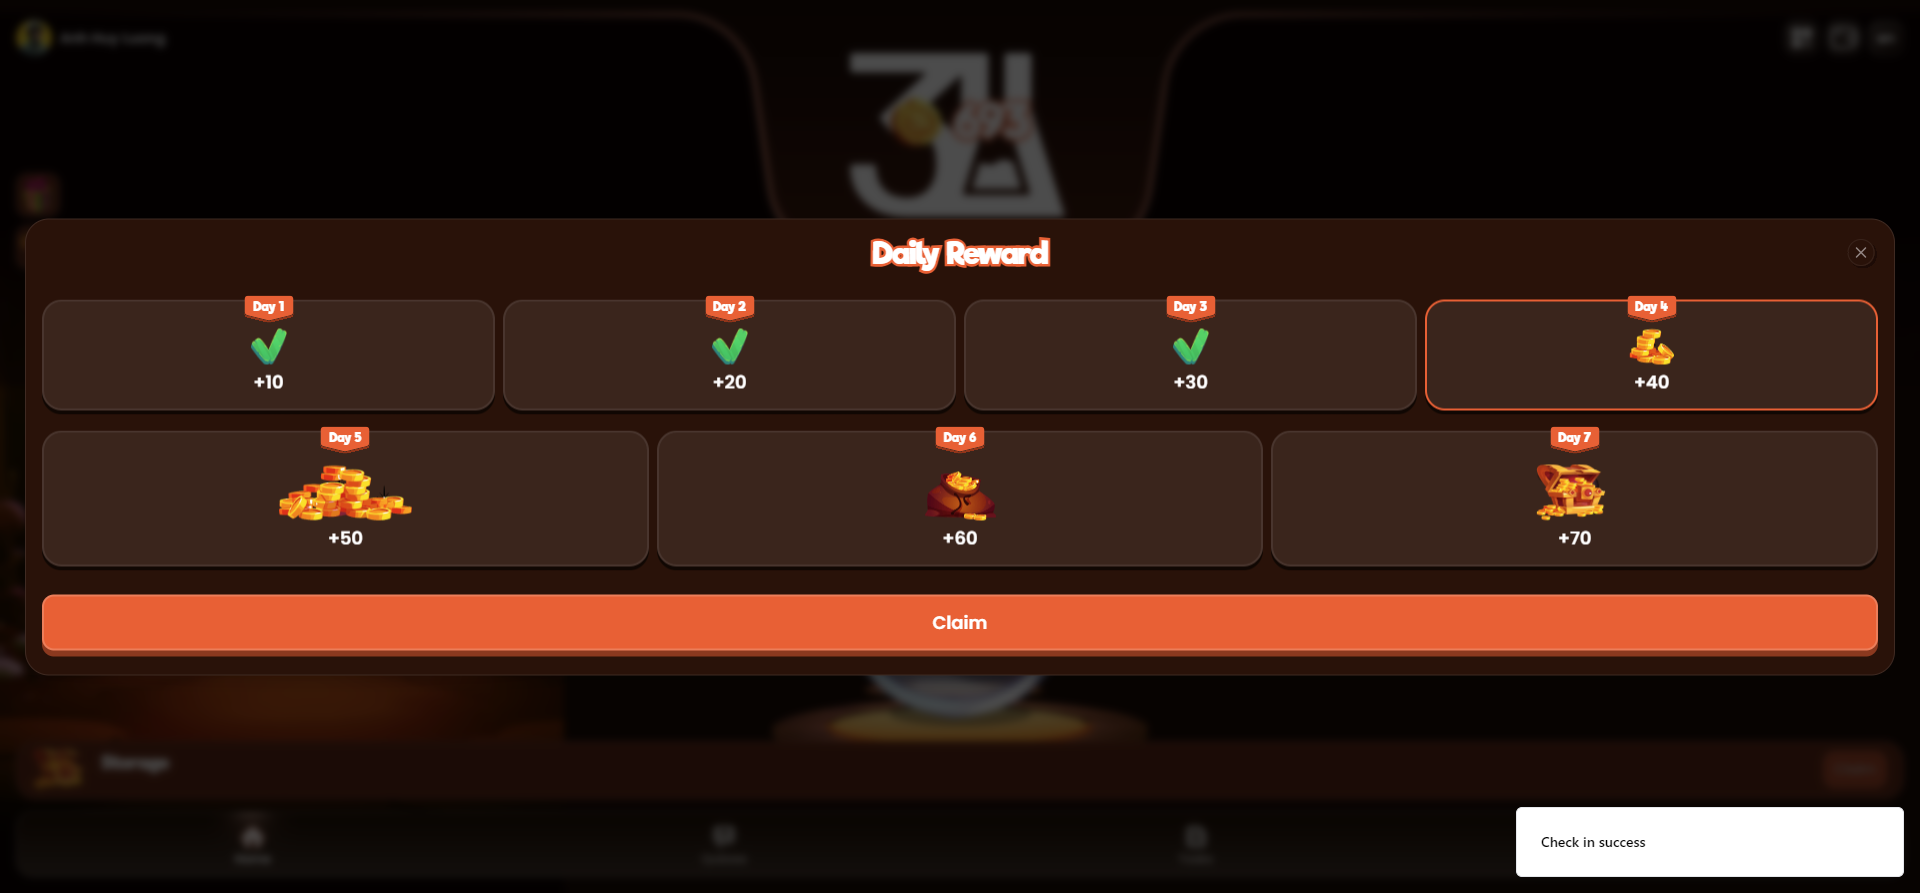 Daily Reward
Day 1
+10
Day 2
+20
Day 3
+30
Day 4
+40
Day 5
+50
Day 6
+60
Day 7
+70
Claim
Storage
Check in success